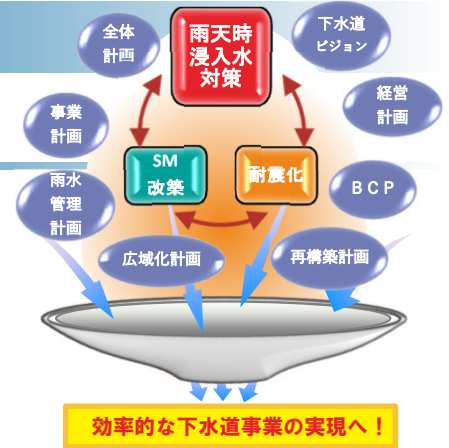 全体
計画
雨天時
浸入水
対策
下水道
ビジョン
事業
計画
経営
計画
SM
改築
耐震化
雨水
管理
計画
BCP
広域化計画
再構築計画
効率的な下水道事業の実現へ！